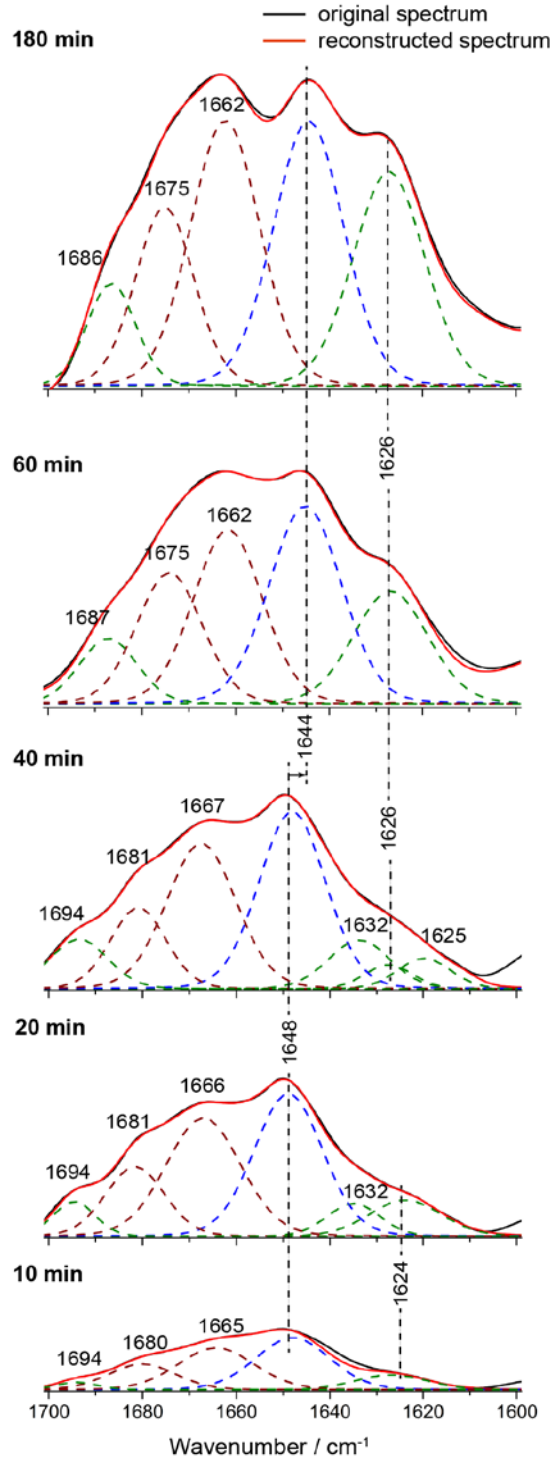 original spectrum
reconstructed spectrum
180 min
1662
1675
1686
60 min
1626
1662
1675
1687
1644
40 min
1667
1626
1681
1694
1632
1625
20 min
1648
1666
1681
1694
1632
10 min
1624
1665
1680
1694
1700 1680 1660 1640 1620 1600
Wavenumber / cm⁻¹